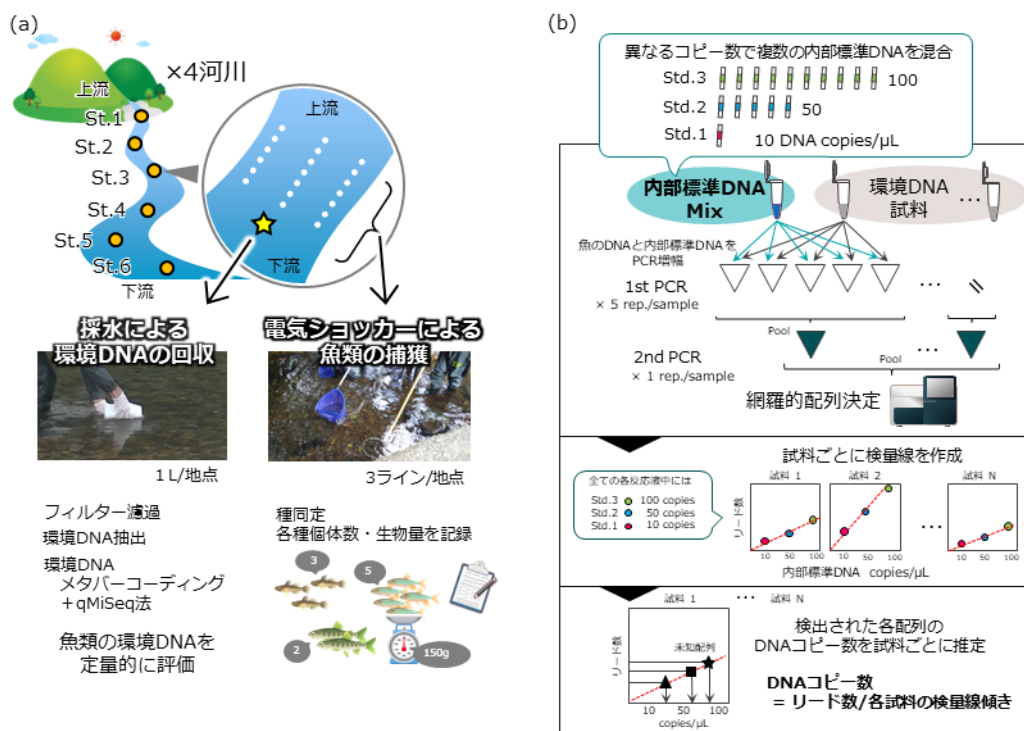 (a)
×4河川
上流
St.1
St.2
St.3
St.4
St.5
St.6
下流
上流
下流
採水による
環境DNAの回収
電気ショッカーによる
魚類の捕獲
1L/地点
3ライン/地点
フィルター濾過
環境DNA抽出
環境DNA
メタバーコーディング
+qMiSeq法
魚類の環境DNAを
定量的に評価
種同定
各種個体数・生物量を記録
3
5
2
150g
(b)
異なるコピー数で複数の内部標準DNAを混合
Std.3
100
Std.2
50
Std.1
10 DNA copies/μL
内部標準DNA
Mix
環境DNA
試料
…
魚のDNAと内部標準DNAを
PCR増幅
1st PCR
× 5 rep./sample
…
Pool
2nd PCR
× 1 rep./sample
…
Pool
網羅的配列決定
試料ごとに検量線を作成
全ての各反応液中には
Std.3 100 copies
Std.2 50 copies
Std.1 10 copies
試料 1
試料 2
試料 N
リード数
…
10 50 100
10 50 100
10 50 100
内部標準DNA copies/μL
試料 1 … 試料 N
リード数
未知配列
10 50 100
copies/μL
検出された各配列の
DNAコピー数を試料ごとに推定
DNAコピー数
= リード数/各試料の検量線傾き